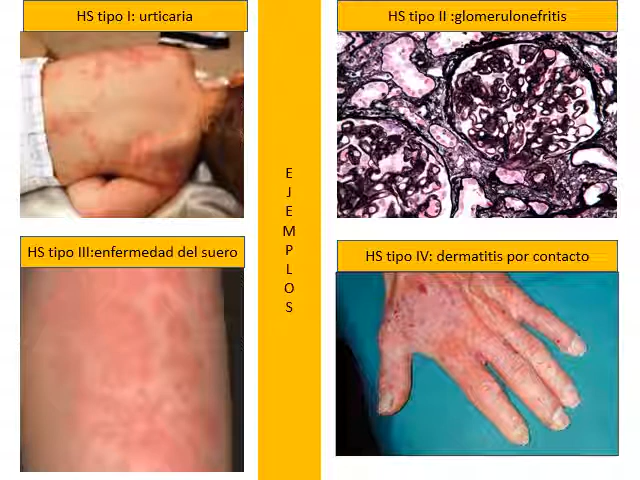 HS tipo I: urticaria
HS tipo II :glomerulonefritis
E
J
E
M
P
L
O
S
HS tipo III:enfermedad del suero
HS tipo IV: dermatitis por contacto